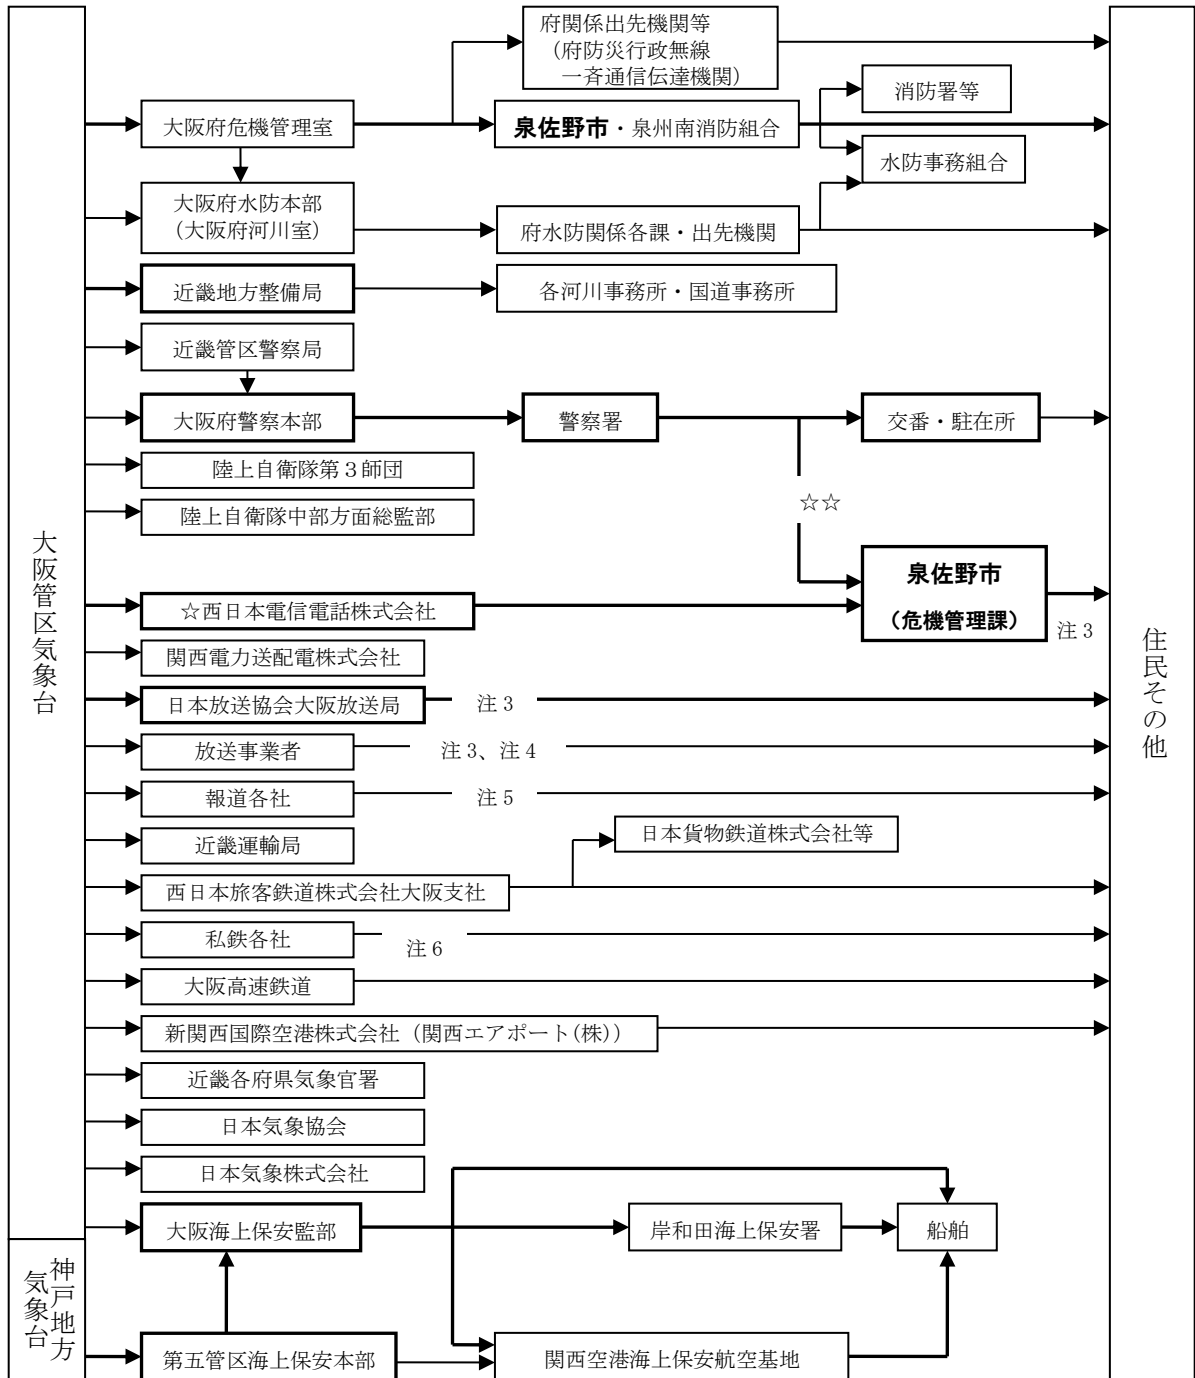 府関係出先機関等
（府防災行政無線
一斉通信伝達機関）
消防署等
大阪府危機管理室
泉佐野市・泉州南消防組合
水防事務組合
大阪府水防本部
（大阪府河川室）
府水防関係各課・出先機関
近畿地方整備局
各河川事務所・国道事務所
近畿管区警察局
大阪府警察本部
警察署
交番・駐在所
陸上自衛隊第３師団
☆☆
陸上自衛隊中部方面総監部
大阪管区気象台
泉佐野市
（危機管理課）
☆西日本電信電話株式会社
注３
住民その他
関西電力送配電株式会社
日本放送協会大阪放送局
注３
放送事業者
注３、注４
報道各社
注５
近畿運輸局
日本貨物鉄道株式会社等
西日本旅客鉄道株式会社大阪支社
私鉄各社
注６
大阪高速鉄道
新関西国際空港株式会社（関西エアポート(株)）
近畿各府県気象官署
日本気象協会
日本気象株式会社
大阪海上保安監部
岸和田海上保安署
船舶
神戸地方
気象台
第五管区海上保安本部
関西空港海上保安航空基地